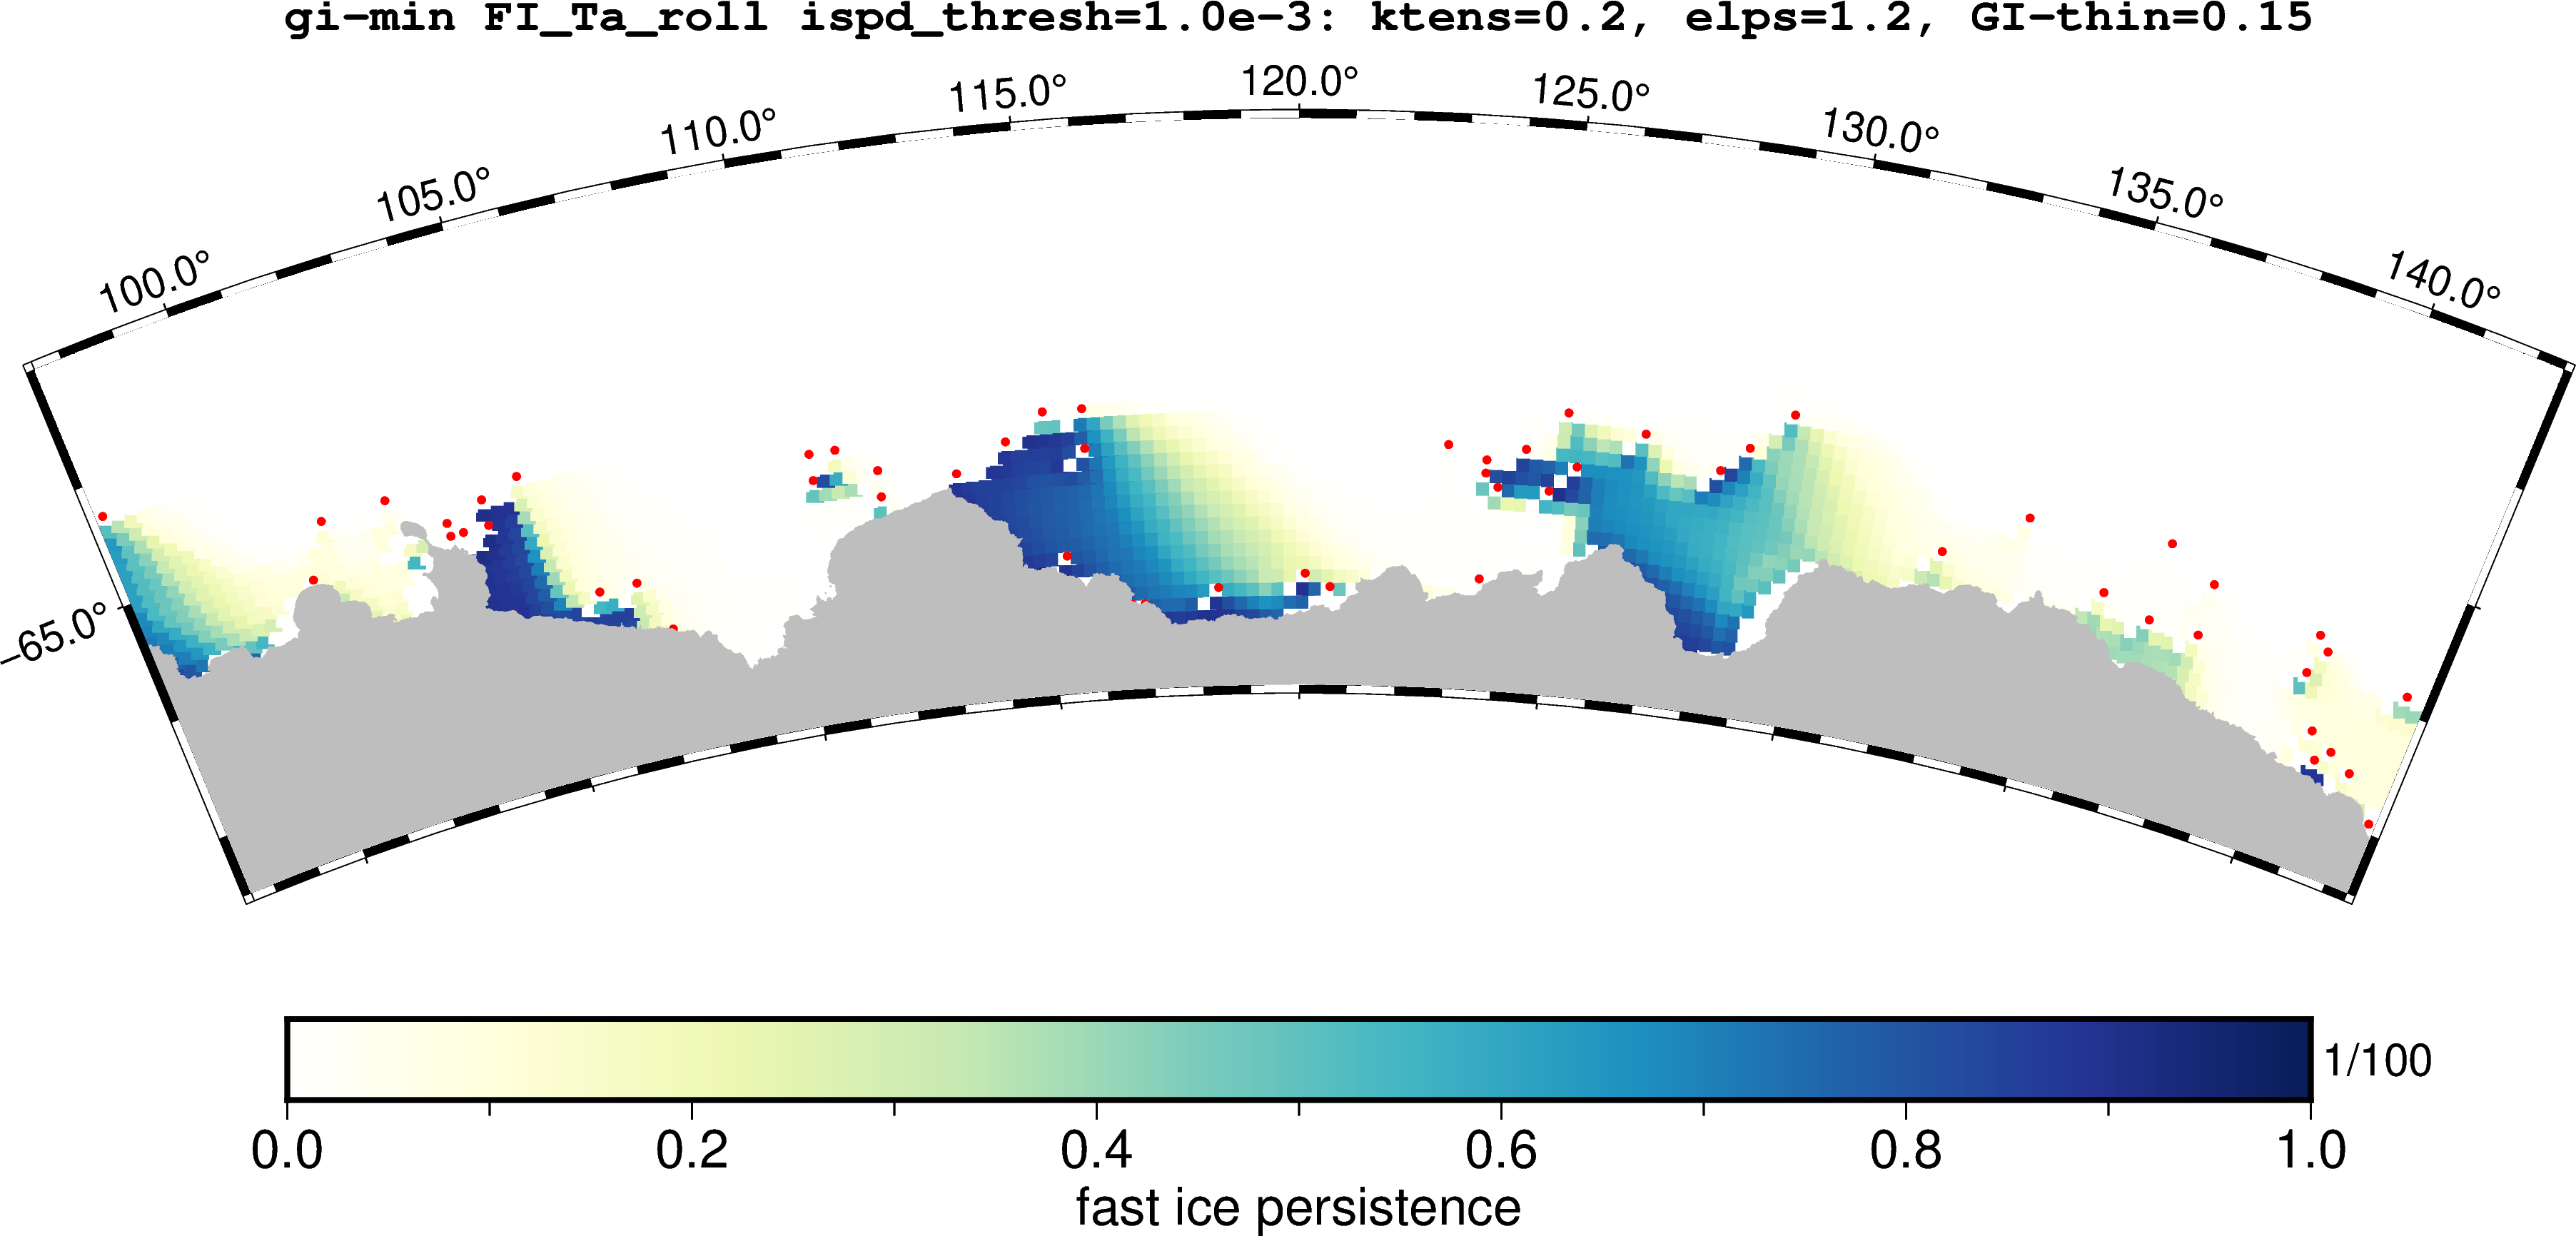 gi-min FI_Ta_roll ispd_thresh=1.0e-3: ktens=0.2, elps=1.2, GI-thin=0.15
100.0° 105.0° 110.0° 115.0° 120.0° 125.0° 130.0° 135.0° 140.0°
-65.0°
1/100
0.0 0.2 0.4 0.6 0.8 1.0
fast ice persistence